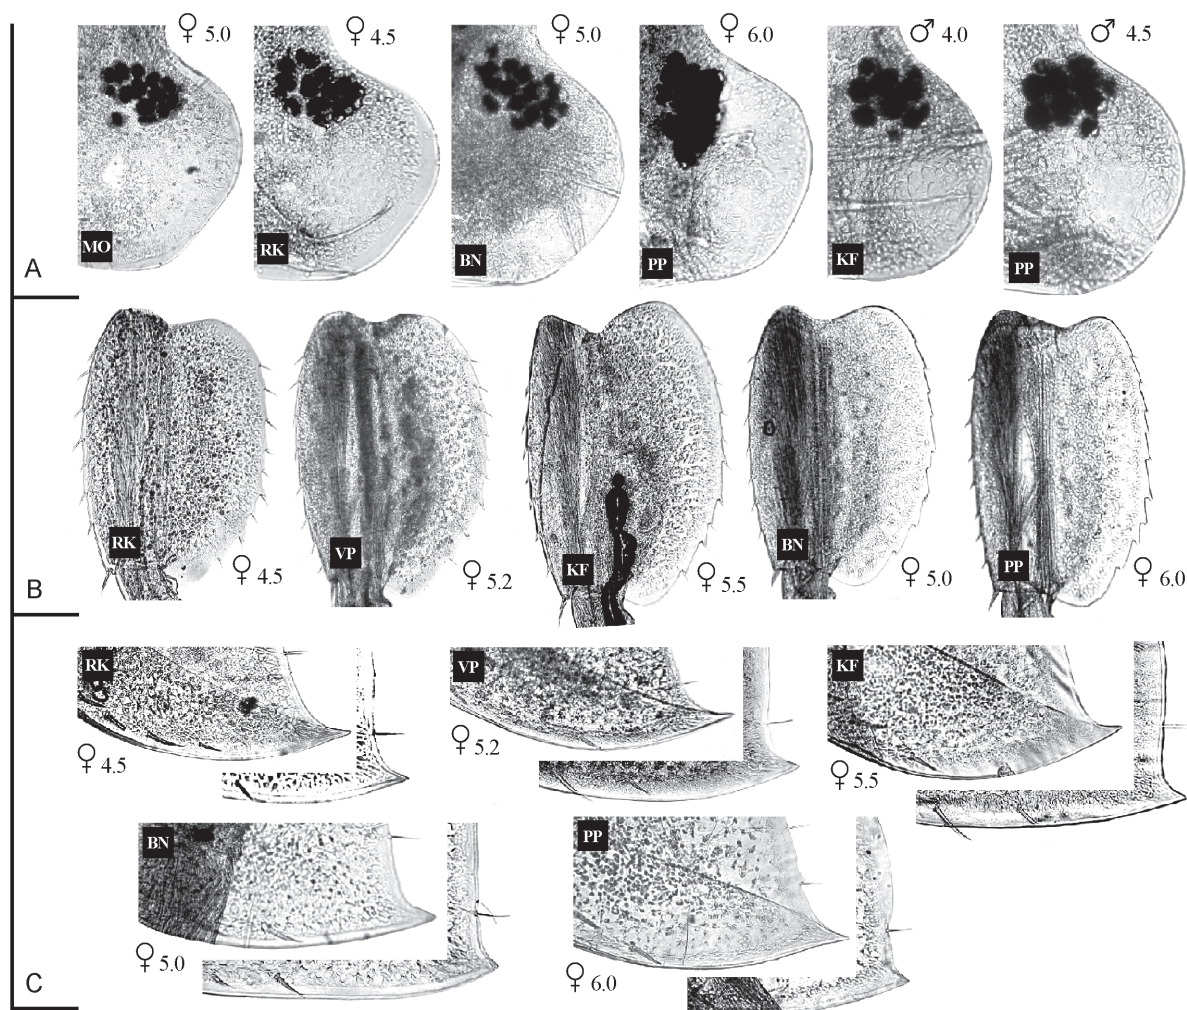 ♀ 5.0 ♀ 4.5 ♀ 5.0 ♀ 6.0 ♂ 4.0 ♂ 4.5
MO RK BN PP KF PP
A
RK VP KF BN PP
♀ 4.5 ♀ 5.2 ♀ 5.5 ♀ 5.0 ♀ 6.0
B
RK VP KF
♀ 4.5 ♀ 5.2 ♀ 5.5
BN PP
♀ 5.0 ♀ 6.0
C